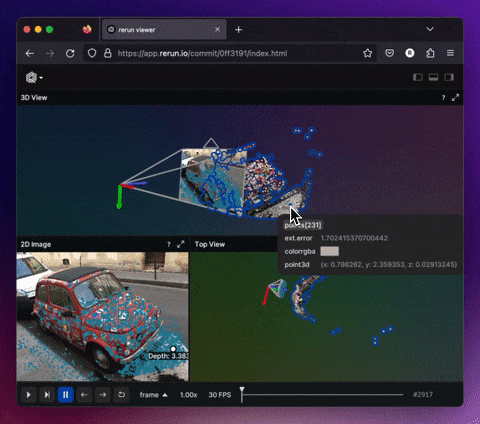 rerun viewer
https://app.rerun.io/commit/0ff3191/index.html
3D View
?
points[231]
ext.error 1.702415370700442
colorrgba
point3d {x: 0.786262, y: 2.359353, z: 0.02913245}
2D Image ? Top View
Depth: 3.383
frame 1.00x 30 FPS #2917